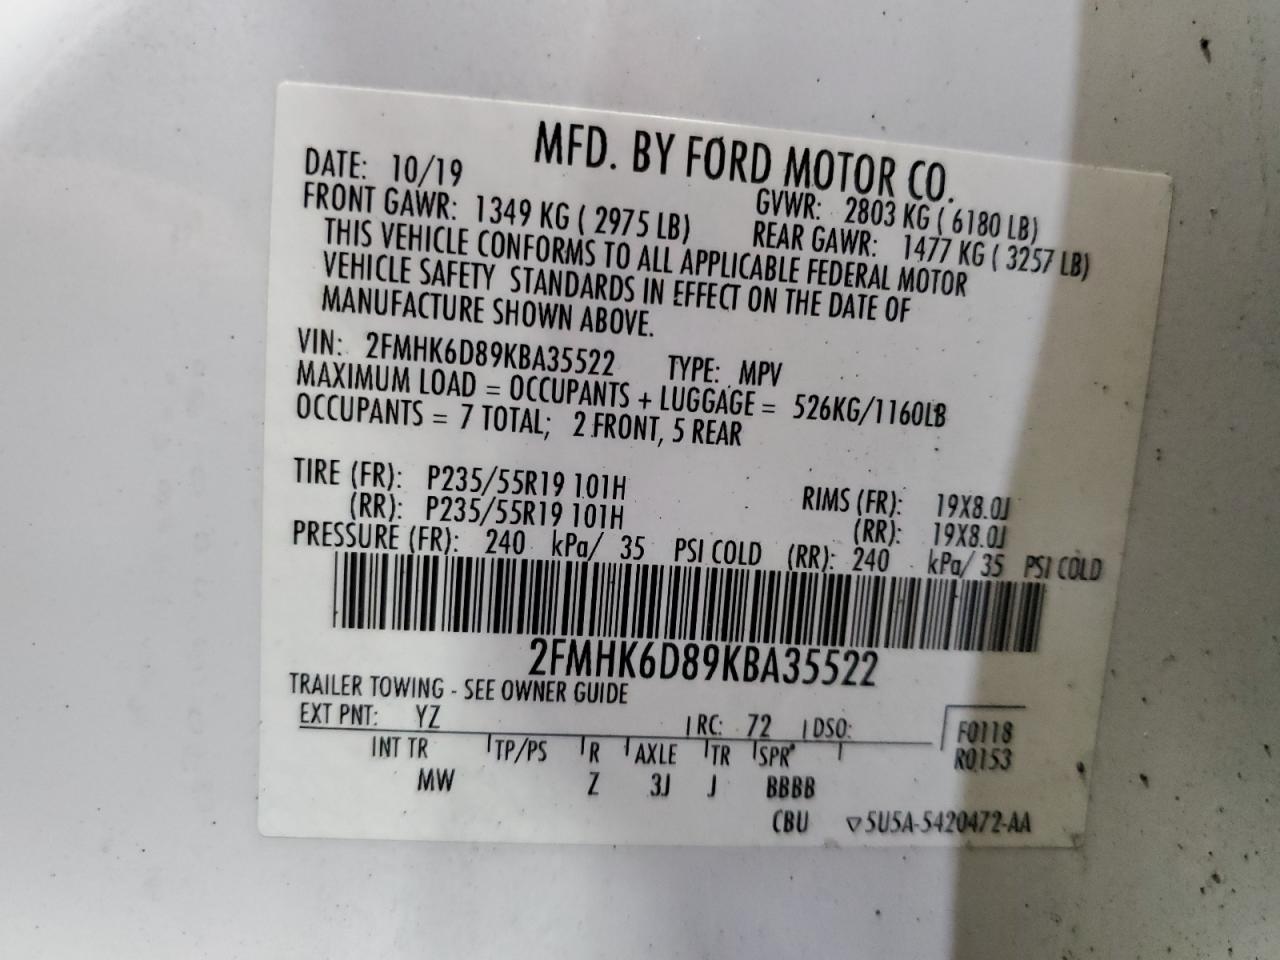 MFD. BY FORD MOTOR CO.
DATE: 10/19 GVWR: 2803 KG ( 6180 LB)
FRONT GAWR: 1349 KG ( 2975 LB) REAR GAWR: 1477 KG ( 3257 LB)
THIS VEHICLE CONFORMS TO ALL APPLICABLE FEDERAL MOTOR
VEHICLE SAFETY STANDARDS IN EFFECT ON THE DATE OF
MANUFACTURE SHOWN ABOVE.
VIN: 2FMHK6D89KBA35522 TYPE: MPV
MAXIMUM LOAD = OCCUPANTS + LUGGAGE = 526KG/1160LB
OCCUPANTS = 7 TOTAL; 2 FRONT, 5 REAR
TIRE (FR): P235/55R19 101H RIMS (FR): 19X8.0J
(RR): P235/55R19 101H (RR): 19X8.0J
PRESSURE (FR): 240 kPa/ 35 PSI COLD (RR): 240 kPa/ 35 PSI COLD
2FMHK6D89KBA35522
TRAILER TOWING - SEE OWNER GUIDE
EXT PNT: YZ RC: 72 DSO: F0118
INT TR TP/PS R AXLE TR SPR R0153
MW Z 3J J BBBB
CBU ▽5U5A-5420472-AA